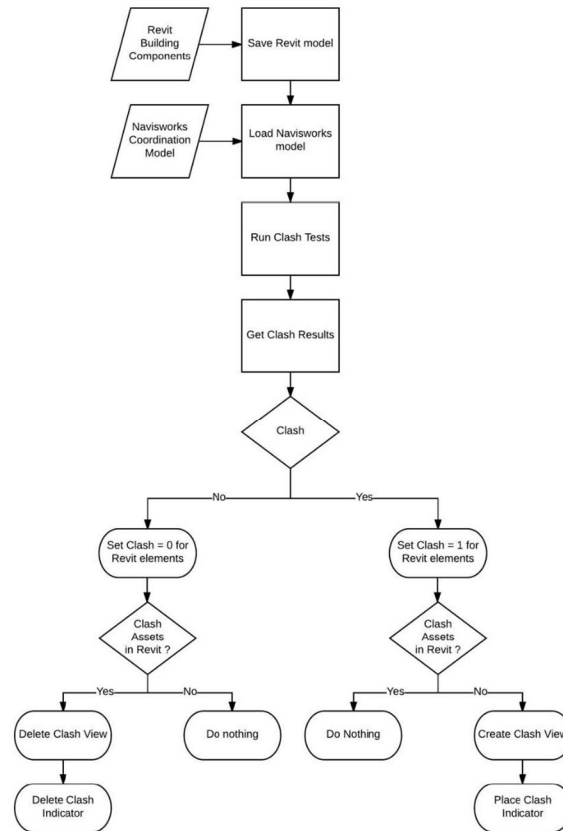 Revit
Building
Components
Save Revit model
Navisworks
Coordination
Model
Load Navisworks
model
Run Clash Tests
Get Clash Results
Clash
No
Yes
Set Clash = 0 for
Revit elements
Set Clash = 1 for
Revit elements
Clash
Assets
in Revit ?
Clash
Assets
in Revit ?
Yes
No
Yes
No
Delete Clash View
Do nothing
Do Nothing
Create Clash View
Delete Clash
Indicator
Place Clash
Indicator